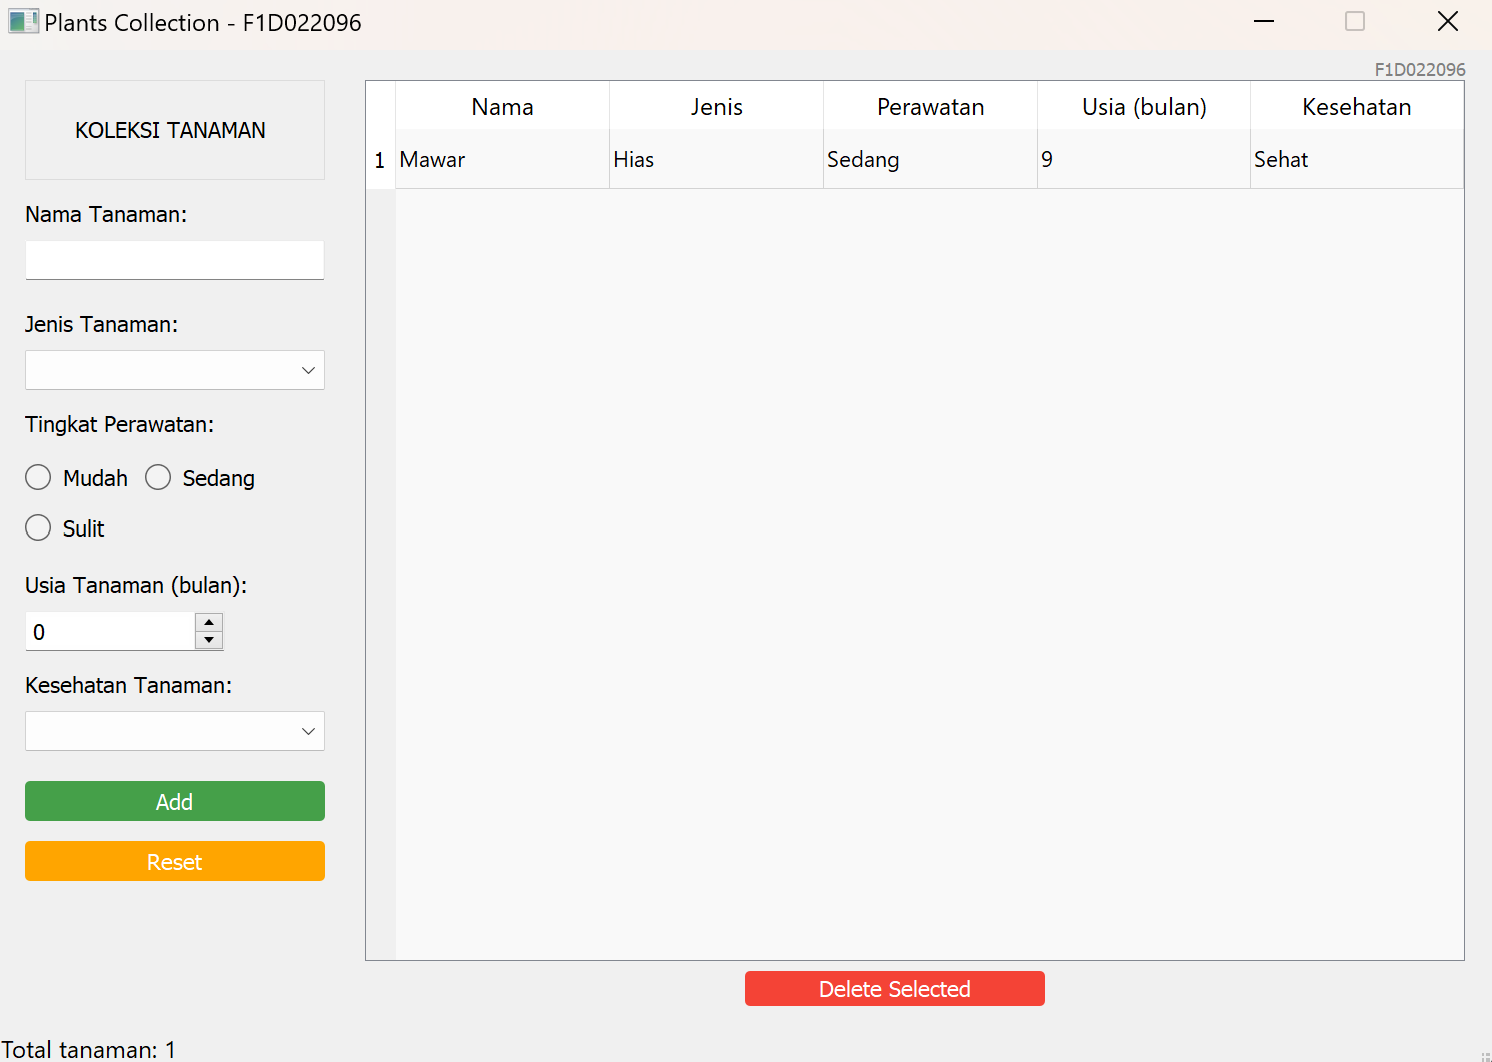 Plants Collection - F1D022096
F1D022096
KOLEKSI TANAMAN
Nama Tanaman:
Jenis Tanaman:
Tingkat Perawatan:
Mudah Sedang
Sulit
Usia Tanaman (bulan):
0
Kesehatan Tanaman:
Add
Reset
Nama Jenis Perawatan Usia (bulan) Kesehatan
1 Mawar Hias Sedang 9 Sehat
Delete Selected
Total tanaman: 1